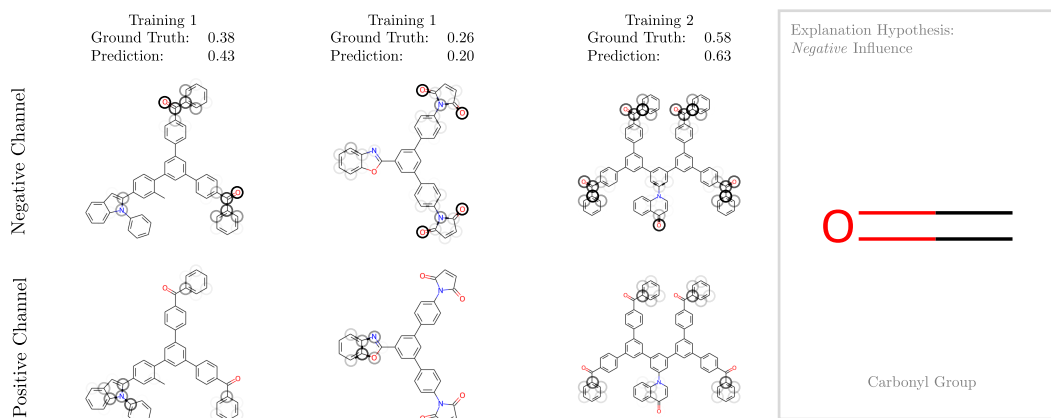 Training 1
Ground Truth: 0.38
Prediction: 0.43
Training 1
Ground Truth: 0.26
Prediction: 0.20
Training 2
Ground Truth: 0.58
Prediction: 0.63
Explanation Hypothesis:
Negative Influence
Negative Channel
Positive Channel
O
Carbonyl Group